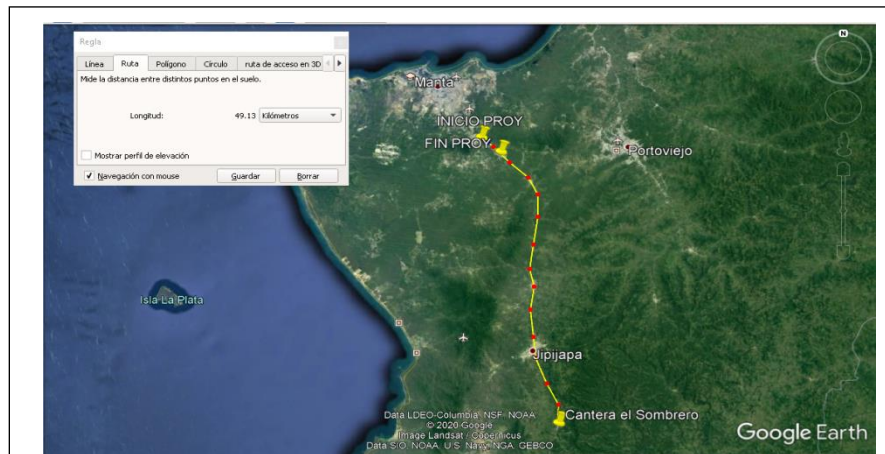 Regla
Línea Ruta Polígono Círculo ruta de acceso en 3D
Mide la distancia entre distintos puntos en el suelo.
Longitud: 49.13 Kilómetros
Mostrar perfil de elevación
Navegación con mouse Guardar Borrar
N
Manta
INICIO PROY
FIN PROY
Portoviejo
Isla La Plata
Jipijapa
Cantera el Sombrero
Data LDEO-Columbia, NSF, NOAA
© 2020 Google
Image Landsat / Copernicus
Data SIO, NOAA, U.S. Navy, NGA, GEBCO
Google Earth